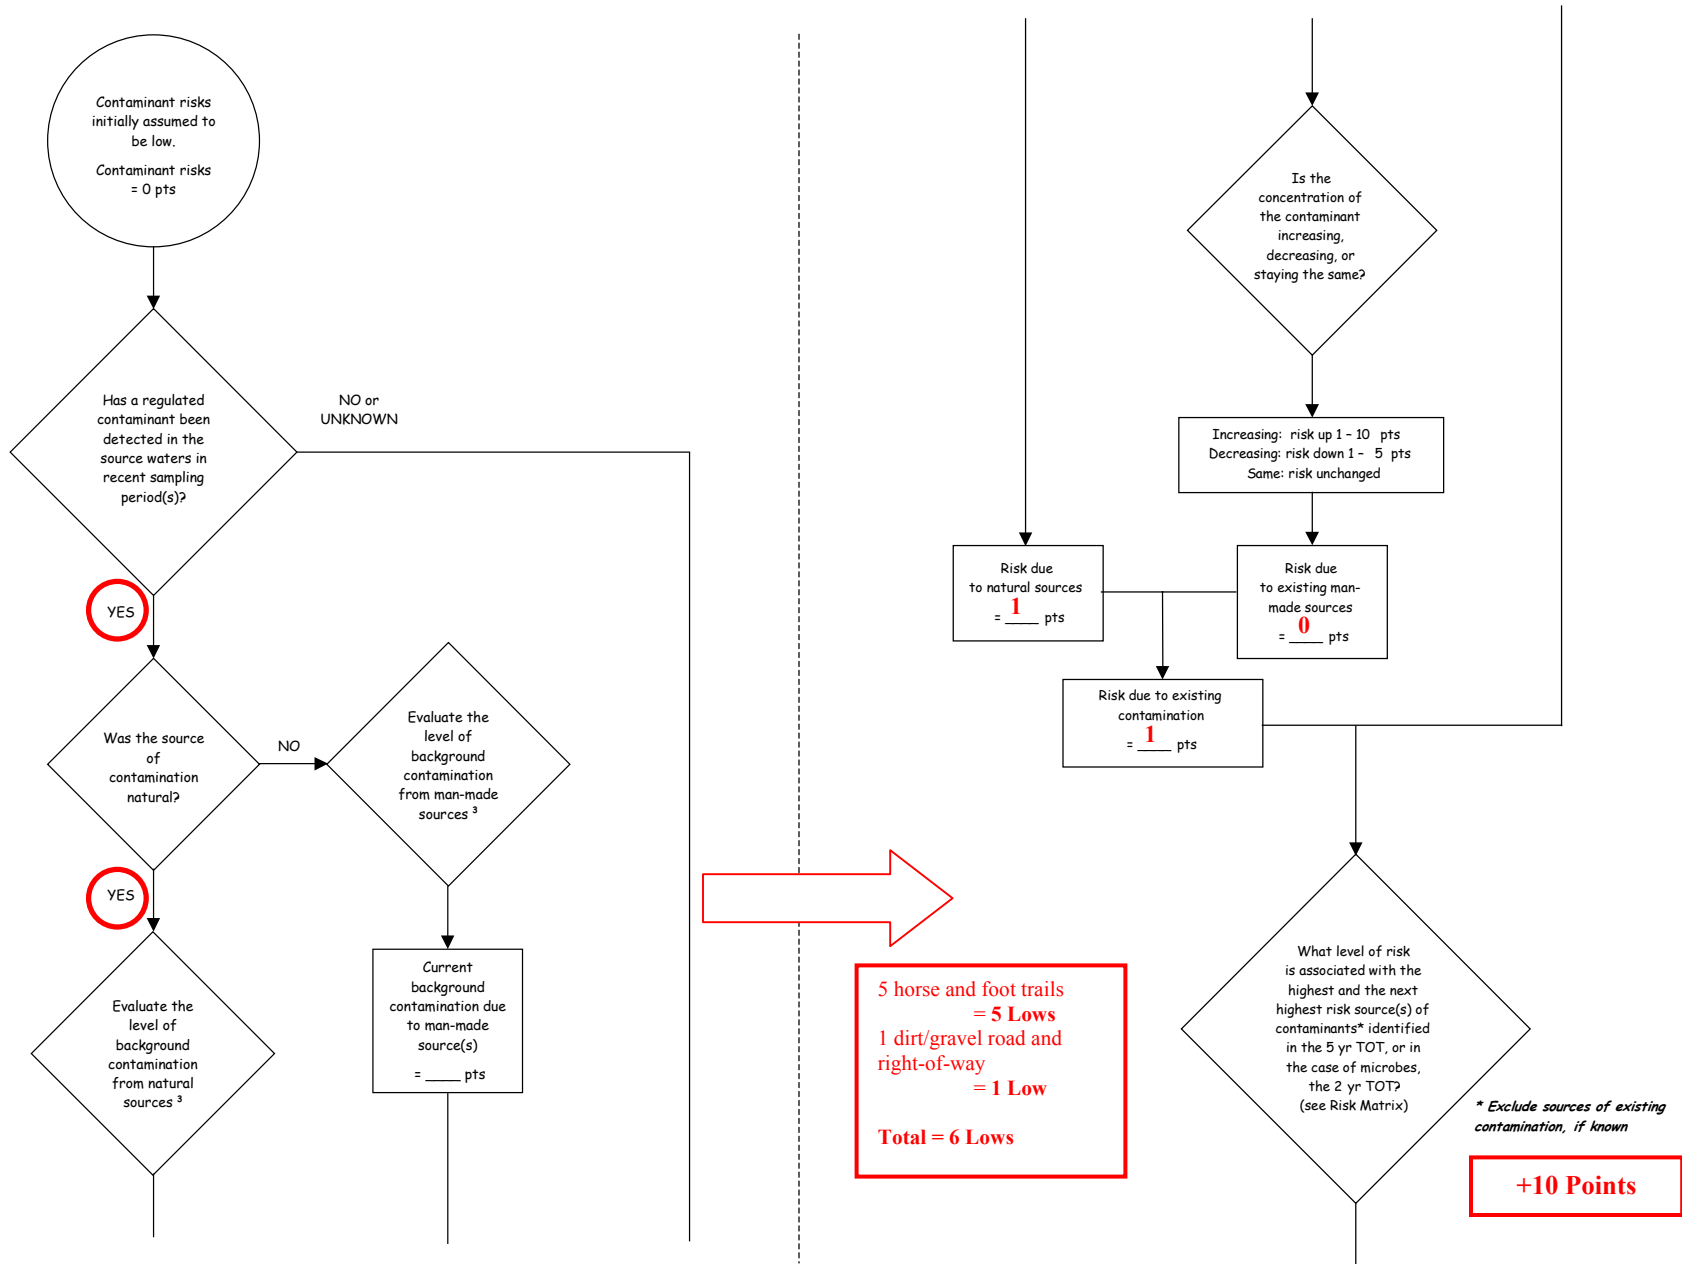 Contaminant risks
initially assumed to
be low.
Contaminant risks
= 0 pts
Has a regulated
contaminant been
detected in the
source waters in
recent sampling
period(s)?
NO or
UNKNOWN
YES
Was the source
of
contamination
natural?
NO
Evaluate the
level of
background
contamination
from man-made
sources ³
YES
Evaluate the
level of
background
contamination
from natural
sources ³
Current
background
contamination due
to man-made
source(s)
= ____ pts
Is the
concentration of
the contaminant
increasing,
decreasing, or
staying the same?
Increasing: risk up 1 – 10 pts
Decreasing: risk down 1 – 5 pts
Same: risk unchanged
Risk due
to natural sources
= 1 pts
Risk due
to existing man-
made sources
= 0 pts
Risk due to existing
contamination
= 1 pts
5 horse and foot trails
= 5 Lows
1 dirt/gravel road and
right-of-way
= 1 Low
Total = 6 Lows
What level of risk
is associated with the
highest and the next
highest risk source(s) of
contaminants* identified
in the 5 yr TOT, or in
the case of microbes,
the 2 yr TOT?
(see Risk Matrix)
* Exclude sources of existing
contamination, if known
+10 Points